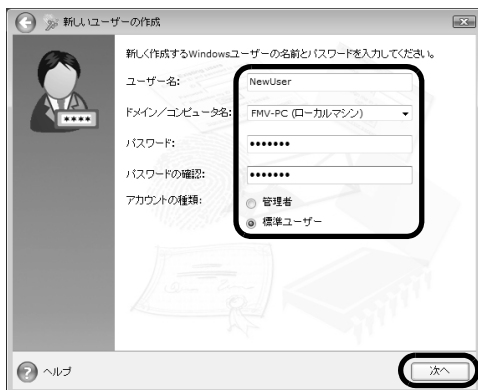 新しいユーザーの作成
新しく作成するWindowsユーザーの名前とパスワードを入力してください。
ユーザー名: NewUser
ドメイン/コンピュータ名: FMV-PC (ローカルマシン)
パスワード: •••••••
パスワードの確認: •••••••
アカウントの種類: 管理者
標準ユーザー
****
ヘルプ 次へ